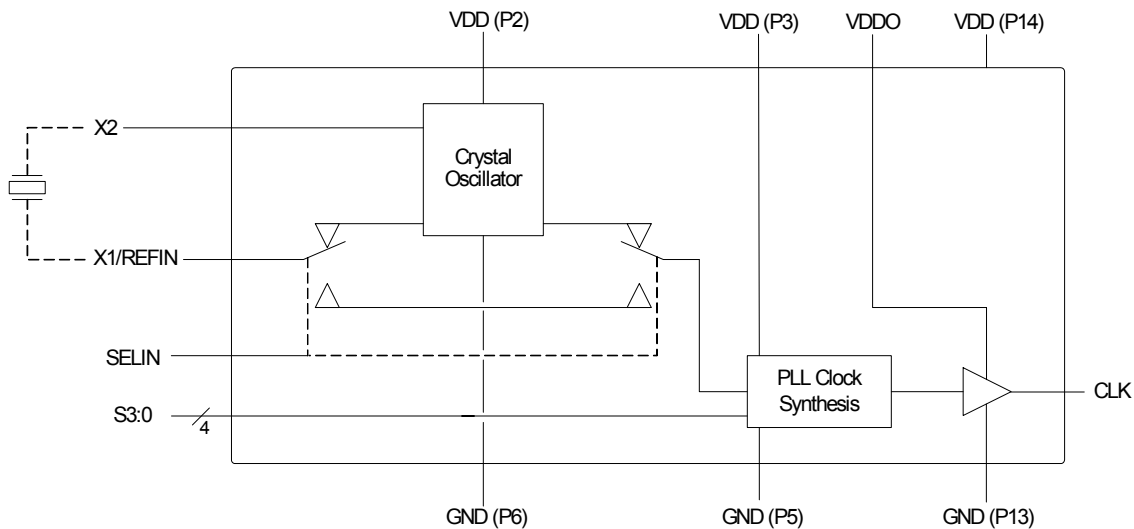 VDD (P2)
VDD (P3)
VDDO
VDD (P14)
X2
Crystal
Oscillator
X1/REFIN
SELIN
PLL Clock
Synthesis
CLK
S3:0
4
GND (P6)
GND (P5)
GND (P13)